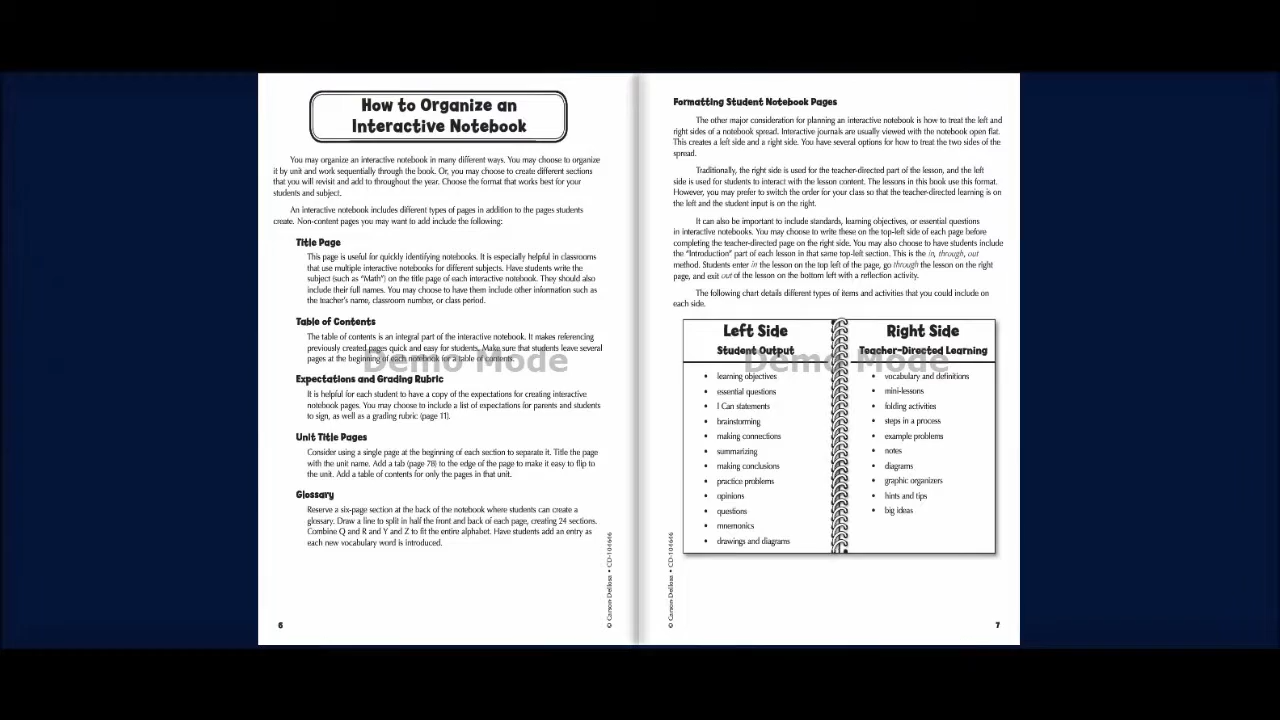 How to Organize an
Interactive Notebook
You may organize an interactive notebook in many different ways. You may choose to organize
it by unit and work sequentially through the book. Or, you may choose to create different sections
that you will revisit and add to throughout the year. Choose the format that works best for your
students and subject.
An interactive notebook includes different types of pages in addition to the pages students
create. Non-content pages you may want to add include the following:
Title Page
This page is useful for quickly identifying notebooks. It is especially helpful in classrooms
that use multiple interactive notebooks for different subjects. Have students write the
subject (such as "Math") on the title page of each interactive notebook. They should also
include their full names. You may choose to have them include other information such as
the teacher's name, classroom number, or class period.
Table of Contents
The table of contents is an integral part of the interactive notebook. It makes referencing
previously created pages quick and easy for students. Make sure that students leave several
pages at the beginning of each notebook for a table of contents.
Expectations and Grading Rubric
It is helpful for each student to have a copy of the expectations for creating interactive
notebook pages. You may choose to include a list of expectations for parents and students
to sign, as well as a grading rubric (page 11).
Unit Title Pages
Consider using a single page at the beginning of each section to separate it. Title the page
with the unit name. Add a tab (page 78) to the edge of the page to make it easy to flip to
the unit. Add a table of contents for only the pages in that unit.
Glossary
Reserve a six-page section at the back of the notebook where students can create a
glossary. Draw a line to split in half the front and back of each page, creating 24 sections.
Combine Q and R and Y and Z to fit the entire alphabet. Have students add an entry as
each new vocabulary word is introduced.
© Carson-Dellosa • CD-104646
6
Demo Mode
Formatting Student Notebook Pages
The other major consideration for planning an interactive notebook is how to treat the left and
right sides of a notebook spread. Interactive journals are usually viewed with the notebook open flat.
This creates a left side and a right side. You have several options for how to treat the two sides of the
spread.
Traditionally, the right side is used for the teacher-directed part of the lesson, and the left
side is used for students to interact with the lesson content. The lessons in this book use this format.
However, you may prefer to switch the order for your class so that the teacher-directed learning is on
the left and the student input is on the right.
It can also be important to include standards, learning objectives, or essential questions
in interactive notebooks. You may choose to write these on the top-left side of each page before
completing the teacher-directed page on the right side. You may also choose to have students include
the "Introduction" part of each lesson in that same top-left section. This is the in, through, out
method. Students enter in the lesson on the top left of the page, go through the lesson on the right
page, and exit out of the lesson on the bottom left with a reflection activity.
The following chart details different types of items and activities that you could include on
each side.
Left Side
Student Output
• learning objectives
• essential questions
• I Can statements
• brainstorming
• making connections
• summarizing
• making conclusions
• practice problems
• opinions
• questions
• mnemonics
• drawings and diagrams
Right Side
Teacher-Directed Learning
• vocabulary and definitions
• mini-lessons
• folding activities
• steps in a process
• example problems
• notes
• diagrams
• graphic organizers
• hints and tips
• big ideas
© Carson-Dellosa • CD-104646
7
Demo Mode